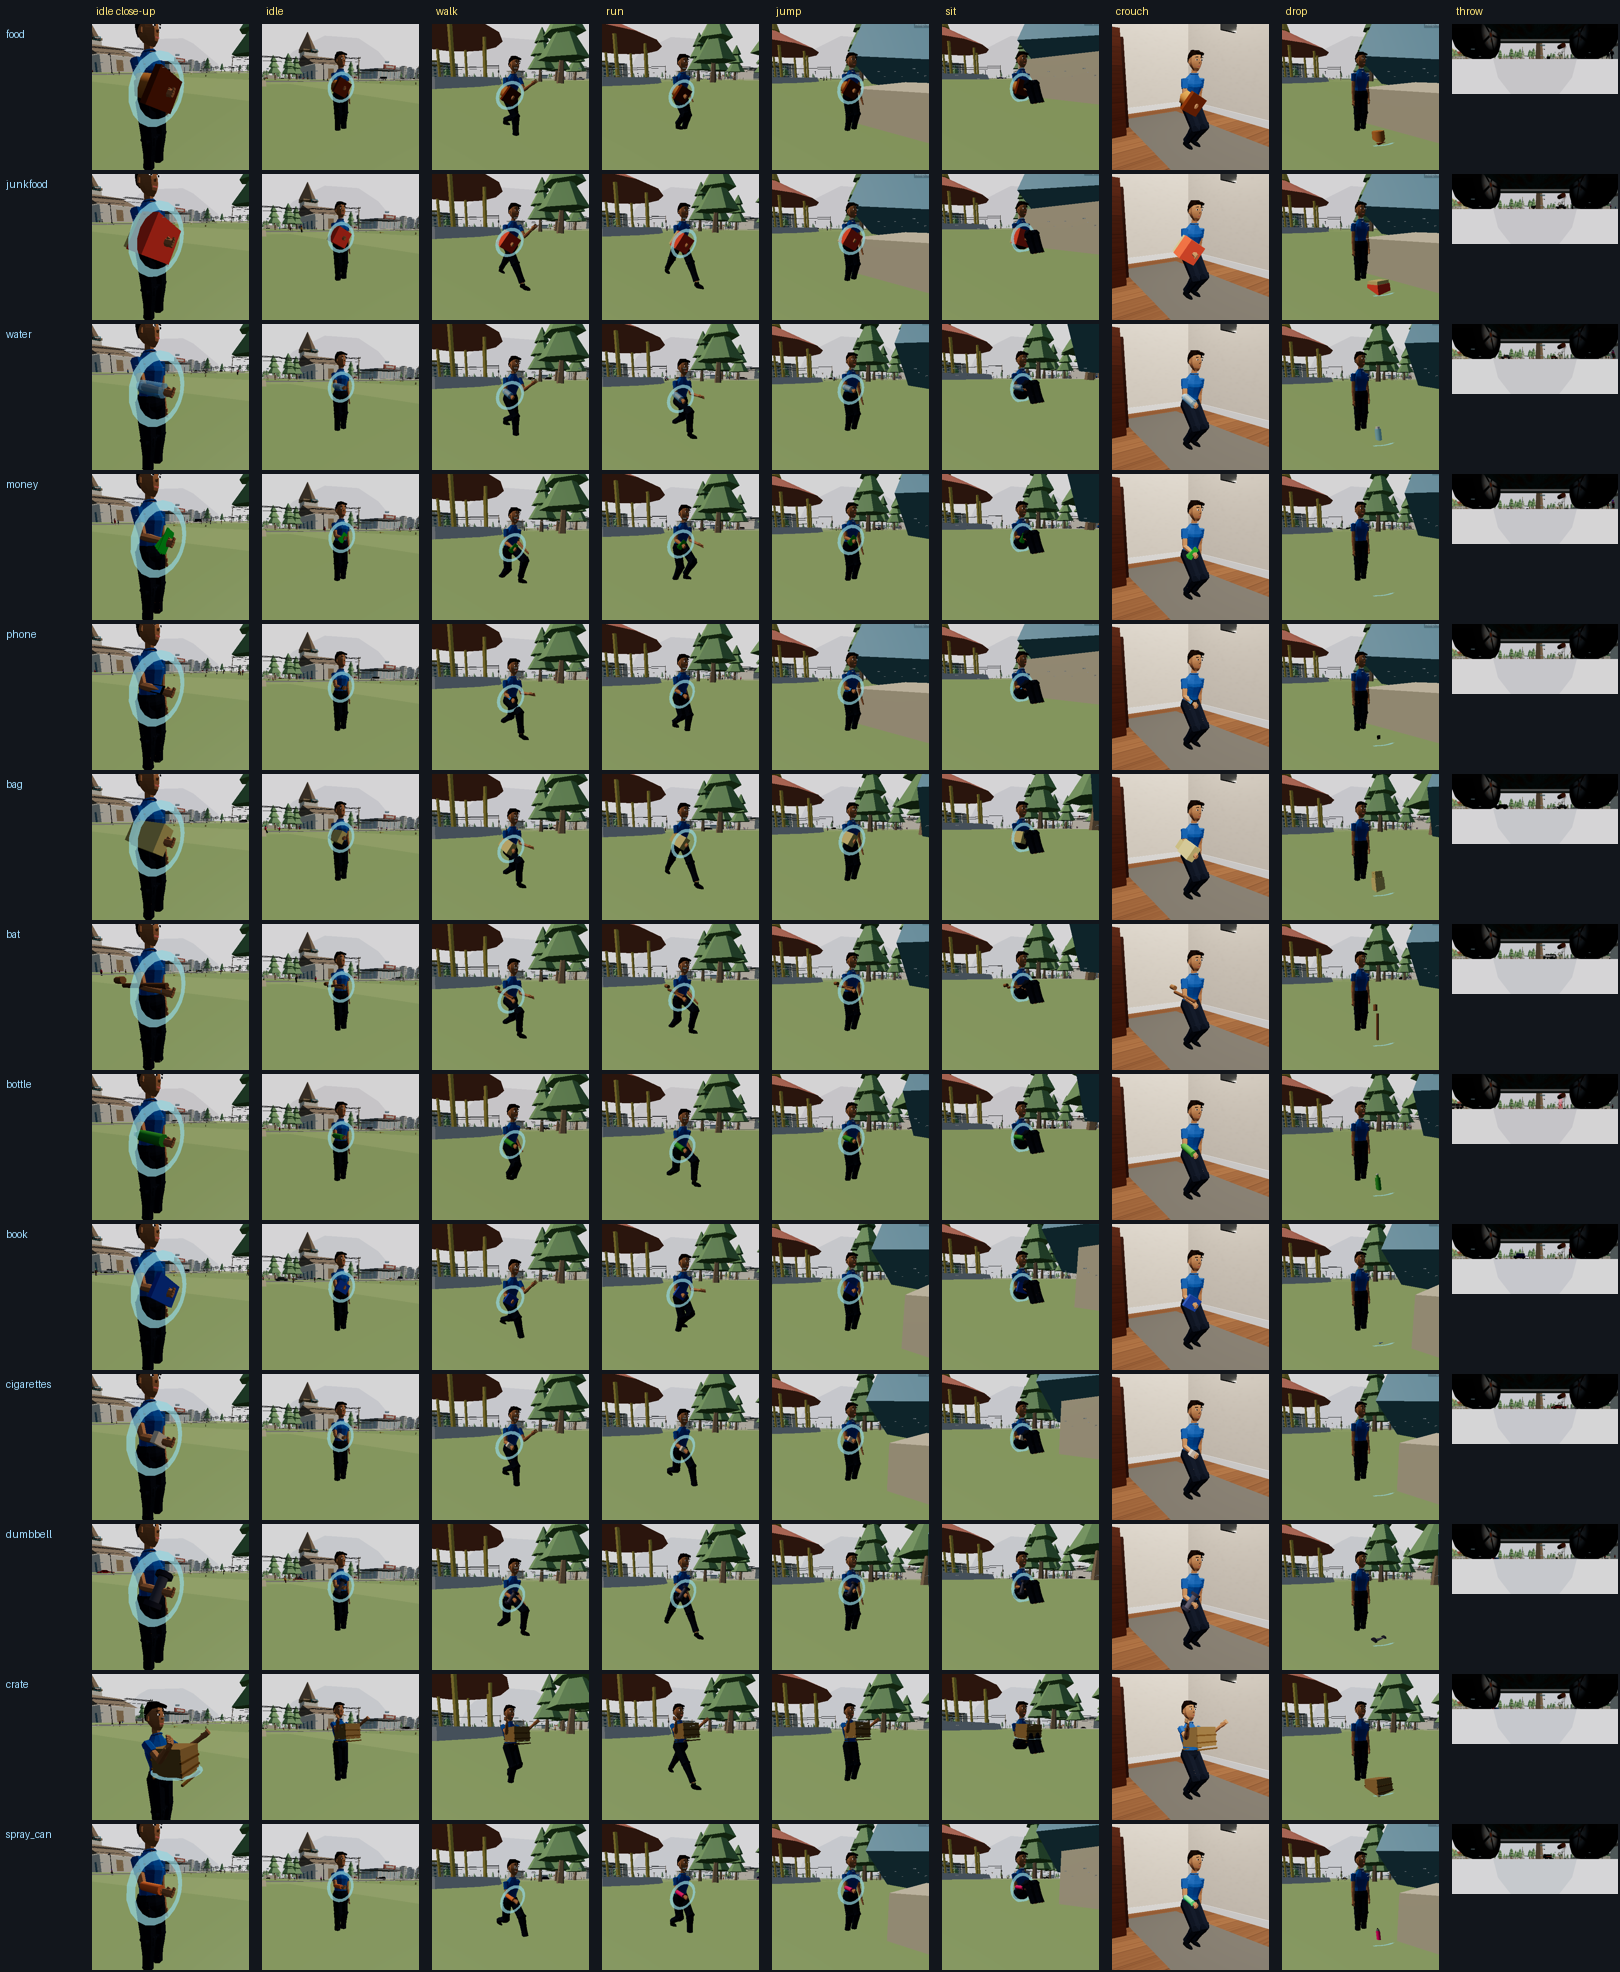 idle close-up idle walk run jump sit crouch drop throw
food
junkfood
water
money
phone
bag
bat
bottle
book
cigarettes
dumbbell
crate
spray_can